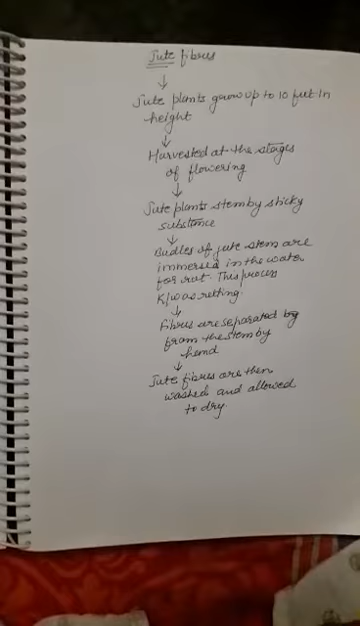 Jute fibres
↓
Jute plants grow up to 10 feet In
height
↓
Harvested at the stages
of flowering
↓
Jute plants stem by sticky
substance
↓
Budles of jute stem are
immersed in the water
for rat. This process
K/was retting.
↓
Fibres are separated by
from the stem by
hand
↓
Jute fibres are then
washed and allowed
to dry.